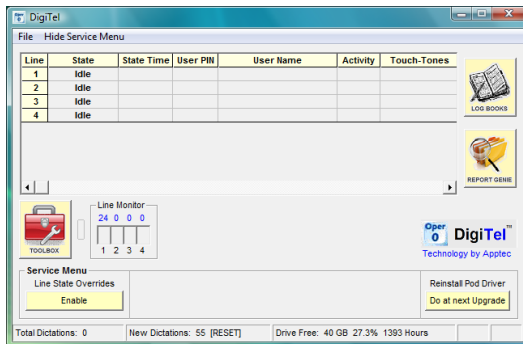 DigiTel
File Hide Service Menu
Line State State Time User PIN User Name Activity Touch-Tones
1 Idle
2 Idle
3 Idle
4 Idle
LOG BOOKS
REPORT GENIE
TOOLBOX
Line Monitor
24 0 0 0
1 2 3 4
Oper
0
DigiTel™
Technology by Apptec
Service Menu
Line State Overrides
Enable
Reinstall Pod Driver
Do at next Upgrade
Total Dictations: 0 New Dictations: 55 [RESET] Drive Free: 40 GB 27.3% 1393 Hours